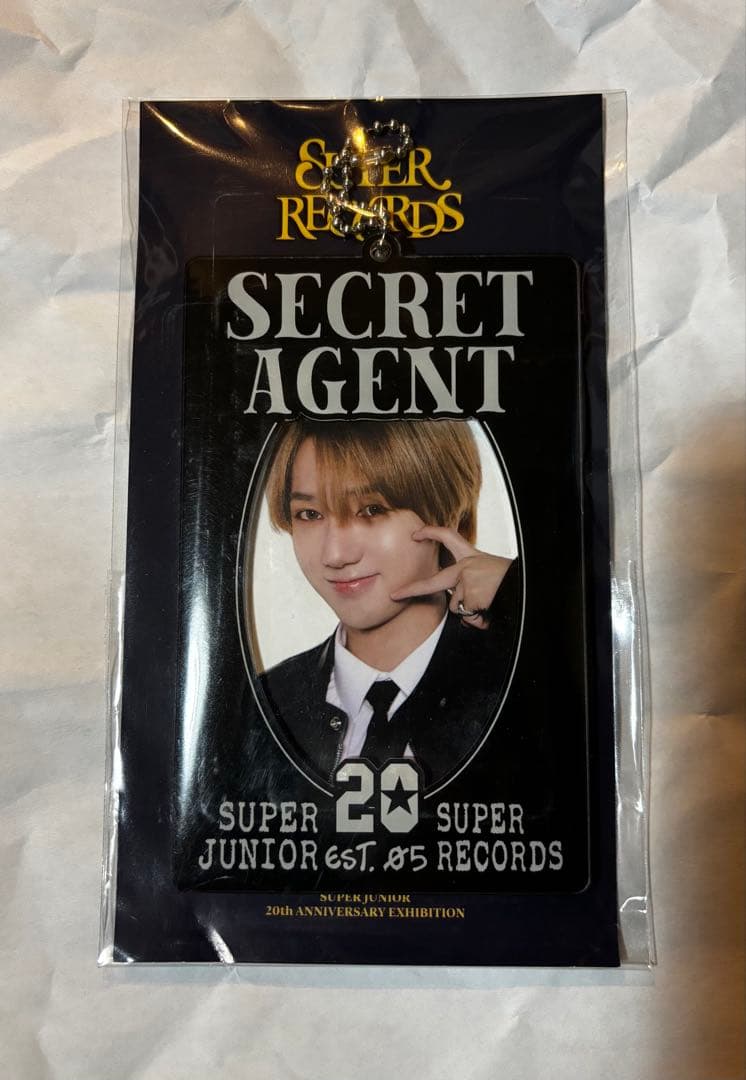 SUPER
RECORDS
SECRET
AGENT
20
SUPER SUPER
JUNIOR EST. 05 RECORDS
SUPER JUNIOR
20th ANNIVERSARY EXHIBITION